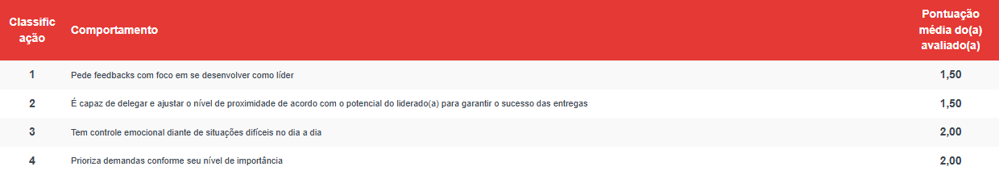 Classific
ação
Comportamento
Pontuação
média do(a)
avaliado(a)
1 Pede feedbacks com foco em se desenvolver como líder 1,50
2 É capaz de delegar e ajustar o nível de proximidade de acordo com o potencial do liderado(a) para garantir o sucesso das entregas 1,50
3 Tem controle emocional diante de situações difíceis no dia a dia 2,00
4 Prioriza demandas conforme seu nível de importância 2,00